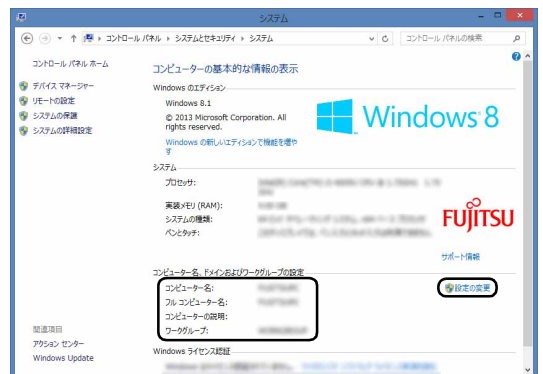 システム
コントロール パネル ▸ システムとセキュリティ ▸ システム
コントロール パネルの検索
コントロール パネル ホーム
デバイス マネージャー
リモートの設定
システムの保護
システムの詳細設定
コンピューターの基本的な情報の表示
Windows のエディション
Windows 8.1
© 2013 Microsoft Corporation. All
rights reserved.
Windows の新しいエディションで機能を増や
す
Windows 8
システム
プロセッサ:
実装メモリ (RAM):
システムの種類:
ペンとタッチ:
FUJITSU
サポート情報
コンピューター名、ドメインおよびワークグループの設定
コンピューター名:
フル コンピューター名:
コンピューターの説明:
ワークグループ:
設定の変更
Windows ライセンス認証
関連項目
アクション センター
Windows Update